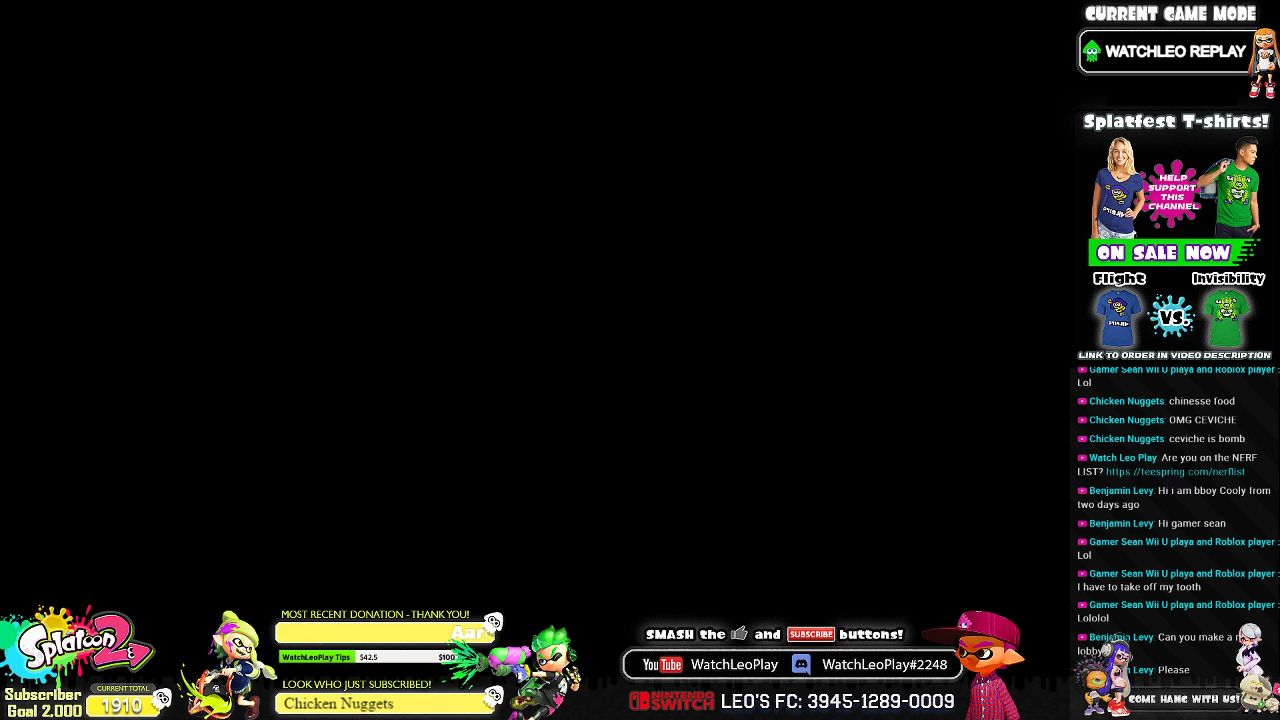 CURRENT GAME MODE
WATCHLEO REPLAY
Splatfest T-shirts!
HELP
SUPPORT
THIS
CHANNEL
ON SALE NOW
Flight
Invisibility
VS.
LINK TO ORDER IN VIDEO DESCRIPTION
Gamer Sean Wii U playa and Roblox player :
Lol
Chicken Nuggets: chinesse food
Chicken Nuggets: OMG CEVICHE
Chicken Nuggets: ceviche is bomb
Watch Leo Play: Are you on the NERF
LIST? https://teespring.com/nerflist
Benjamin Levy: Hi i am bboy Cooly from
two days ago
Benjamin Levy: Hi gamer sean
Gamer Sean Wii U playa and Roblox player :
Lol
Gamer Sean Wii U playa and Roblox player :
I have to take off my tooth
Gamer Sean Wii U playa and Roblox player :
Lololol
Benjamin Levy: Can you make a
lobby
Levy: Please
COME HANG WITH US!
Splatoon 2
Subscriber
Goal 2,000
CURRENT TOTAL
1910
MOST RECENT DONATION - THANK YOU!
Aar
WatchLeoPlay Tips $42.5 $100
LOOK WHO JUST SUBSCRIBED!
Chicken Nuggets
SMASH the and SUBSCRIBE buttons!
YouTube WatchLeoPlay WatchLeoPlay#2248
NINTENDO
SWITCH
LEO'S FC: 3945-1289-0009